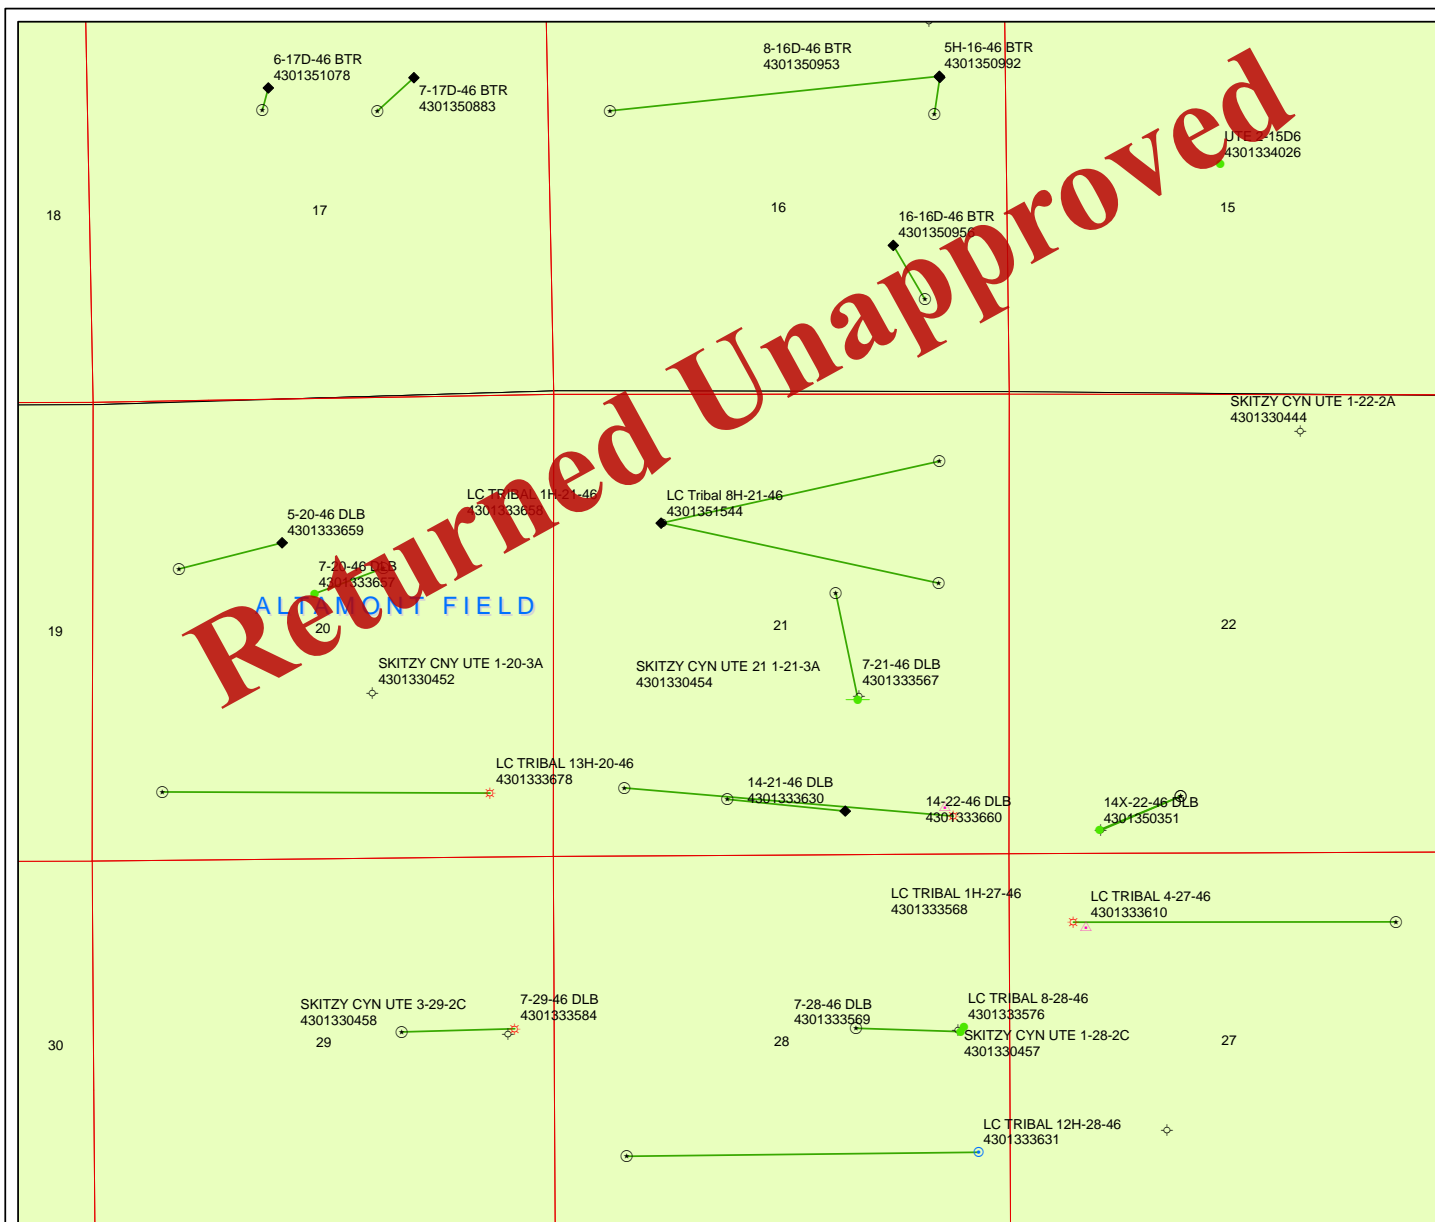 6-17D-46 BTR
4301351078
7-17D-46 BTR
4301350883
8-16D-46 BTR
4301350953
5H-16-46 BTR
4301350992
UTE 2-15D6
4301334026
18
17
16
15
16-16D-46 BTR
4301350956
Returned Unapproved
SKITZY CYN UTE 1-22-2A
4301330444
LC TRIBAL 1H-21-46
4301333658
LC Tribal 8H-21-46
4301351544
5-20-46 DLB
4301333659
7-20-46 DLB
4301333657
ALTAMONT FIELD
19
20
21
22
SKITZY CNY UTE 1-20-3A
4301330452
SKITZY CYN UTE 21 1-21-3A
4301330454
7-21-46 DLB
4301333567
LC TRIBAL 13H-20-46
4301333678
14-21-46 DLB
4301333630
14-22-46 DLB
4301333660
14X-22-46 DLB
4301350351
LC TRIBAL 1H-27-46
4301333568
LC TRIBAL 4-27-46
4301333610
SKITZY CYN UTE 3-29-2C
4301330458
7-29-46 DLB
4301333584
7-28-46 DLB
4301333569
LC TRIBAL 8-28-46
4301333576
SKITZY CYN UTE 1-28-2C
4301330457
30
29
28
27
LC TRIBAL 12H-28-46
4301333631